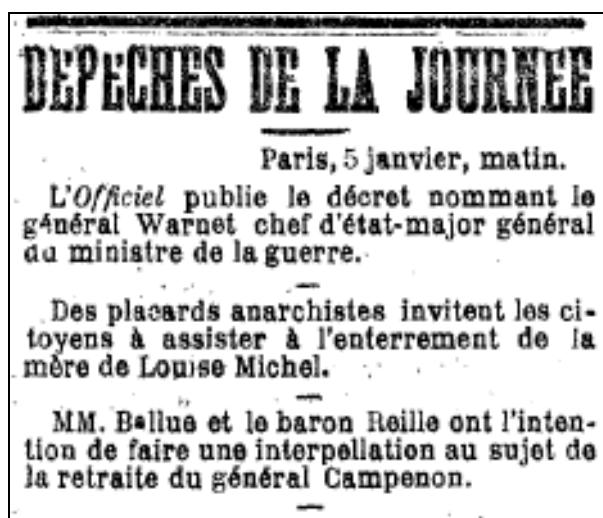 DEPECHES DE LA JOURNEE
Paris, 5 janvier, matin.
L'Officiel publie le décret nommant le
général Warnet chef d'état-major général
du ministre de la guerre.
Des placards anarchistes invitent les ci-
toyens à assister à l'enterrement de la
mère de Louise Michel.
MM. Ballue et le baron Reille ont l'inten-
tion de faire une interpellation au sujet de
la retraite du général Campenon.